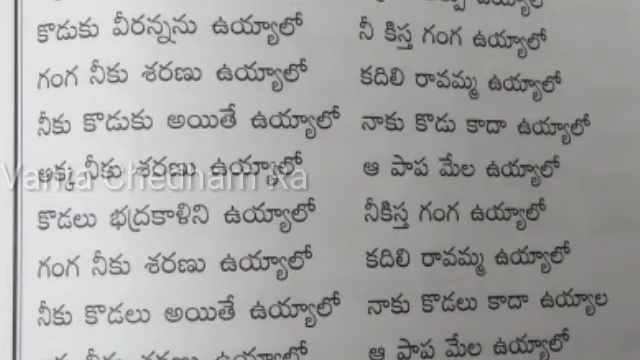 కొడుకు వీరన్నను ఉయ్యాలో
గంగ నీకు శరణు ఉయ్యాలో
నీకు కొడుకు అయితే ఉయ్యాలో
అక్క నీకు శరణు ఉయ్యాలో
కొడలు భద్రకాళిని ఉయ్యాలో
గంగ నీకు శరణు ఉయ్యాలో
నీకు కొడలు అయితే ఉయ్యాలో
నీ కిస్త గంగ ఉయ్యాలో
కదిలి రావమ్మ ఉయ్యాలో
నాకు కొడు కాదా ఉయ్యాలో
ఆ పాప మేల ఉయ్యాలో
నీకిస్త గంగ ఉయ్యాలో
కదిలి రావమ్మ ఉయ్యాలో
నాకు కొడలు కాదా ఉయ్యాల
ఆ పాప మేల ఉయ్యాలో